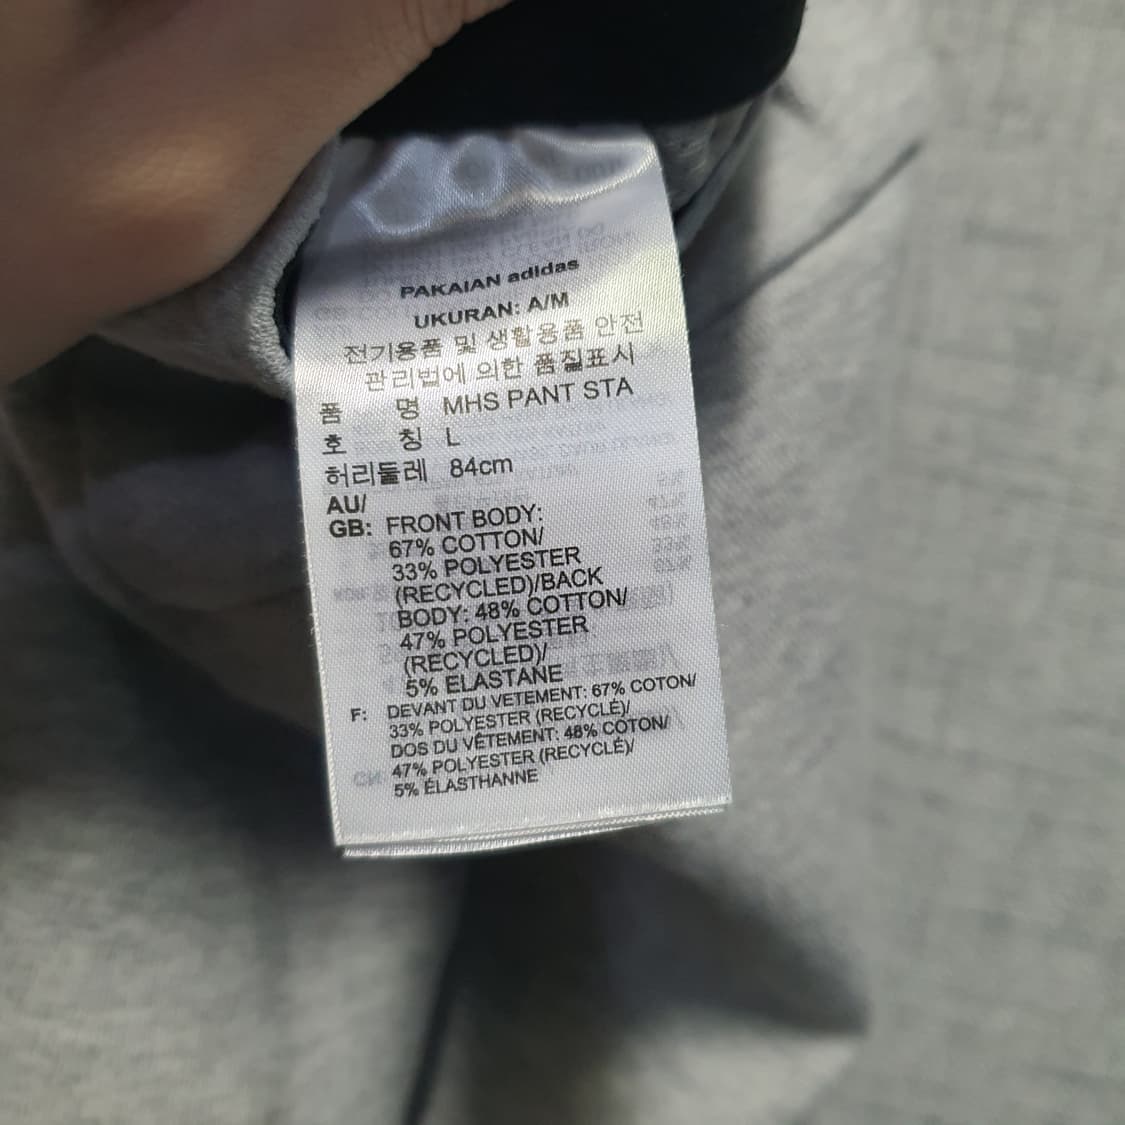 PAKAIAN adidas
UKURAN: A/M
전기용품 및 생활용품 안전
관리법에 의한 품질표시
품 명 MHS PANT STA
호 칭 L
허리둘레 84cm
AU/
GB: FRONT BODY:
67% COTTON/
33% POLYESTER
(RECYCLED)/BACK
BODY: 48% COTTON/
47% POLYESTER
(RECYCLED)/
5% ELASTANE
F: DEVANT DU VETEMENT: 67% COTON/
33% POLYESTER (RECYCLÉ)/
DOS DU VÊTEMENT: 48% COTON/
47% POLYESTER (RECYCLÉ)/
5% ÉLASTHANNE